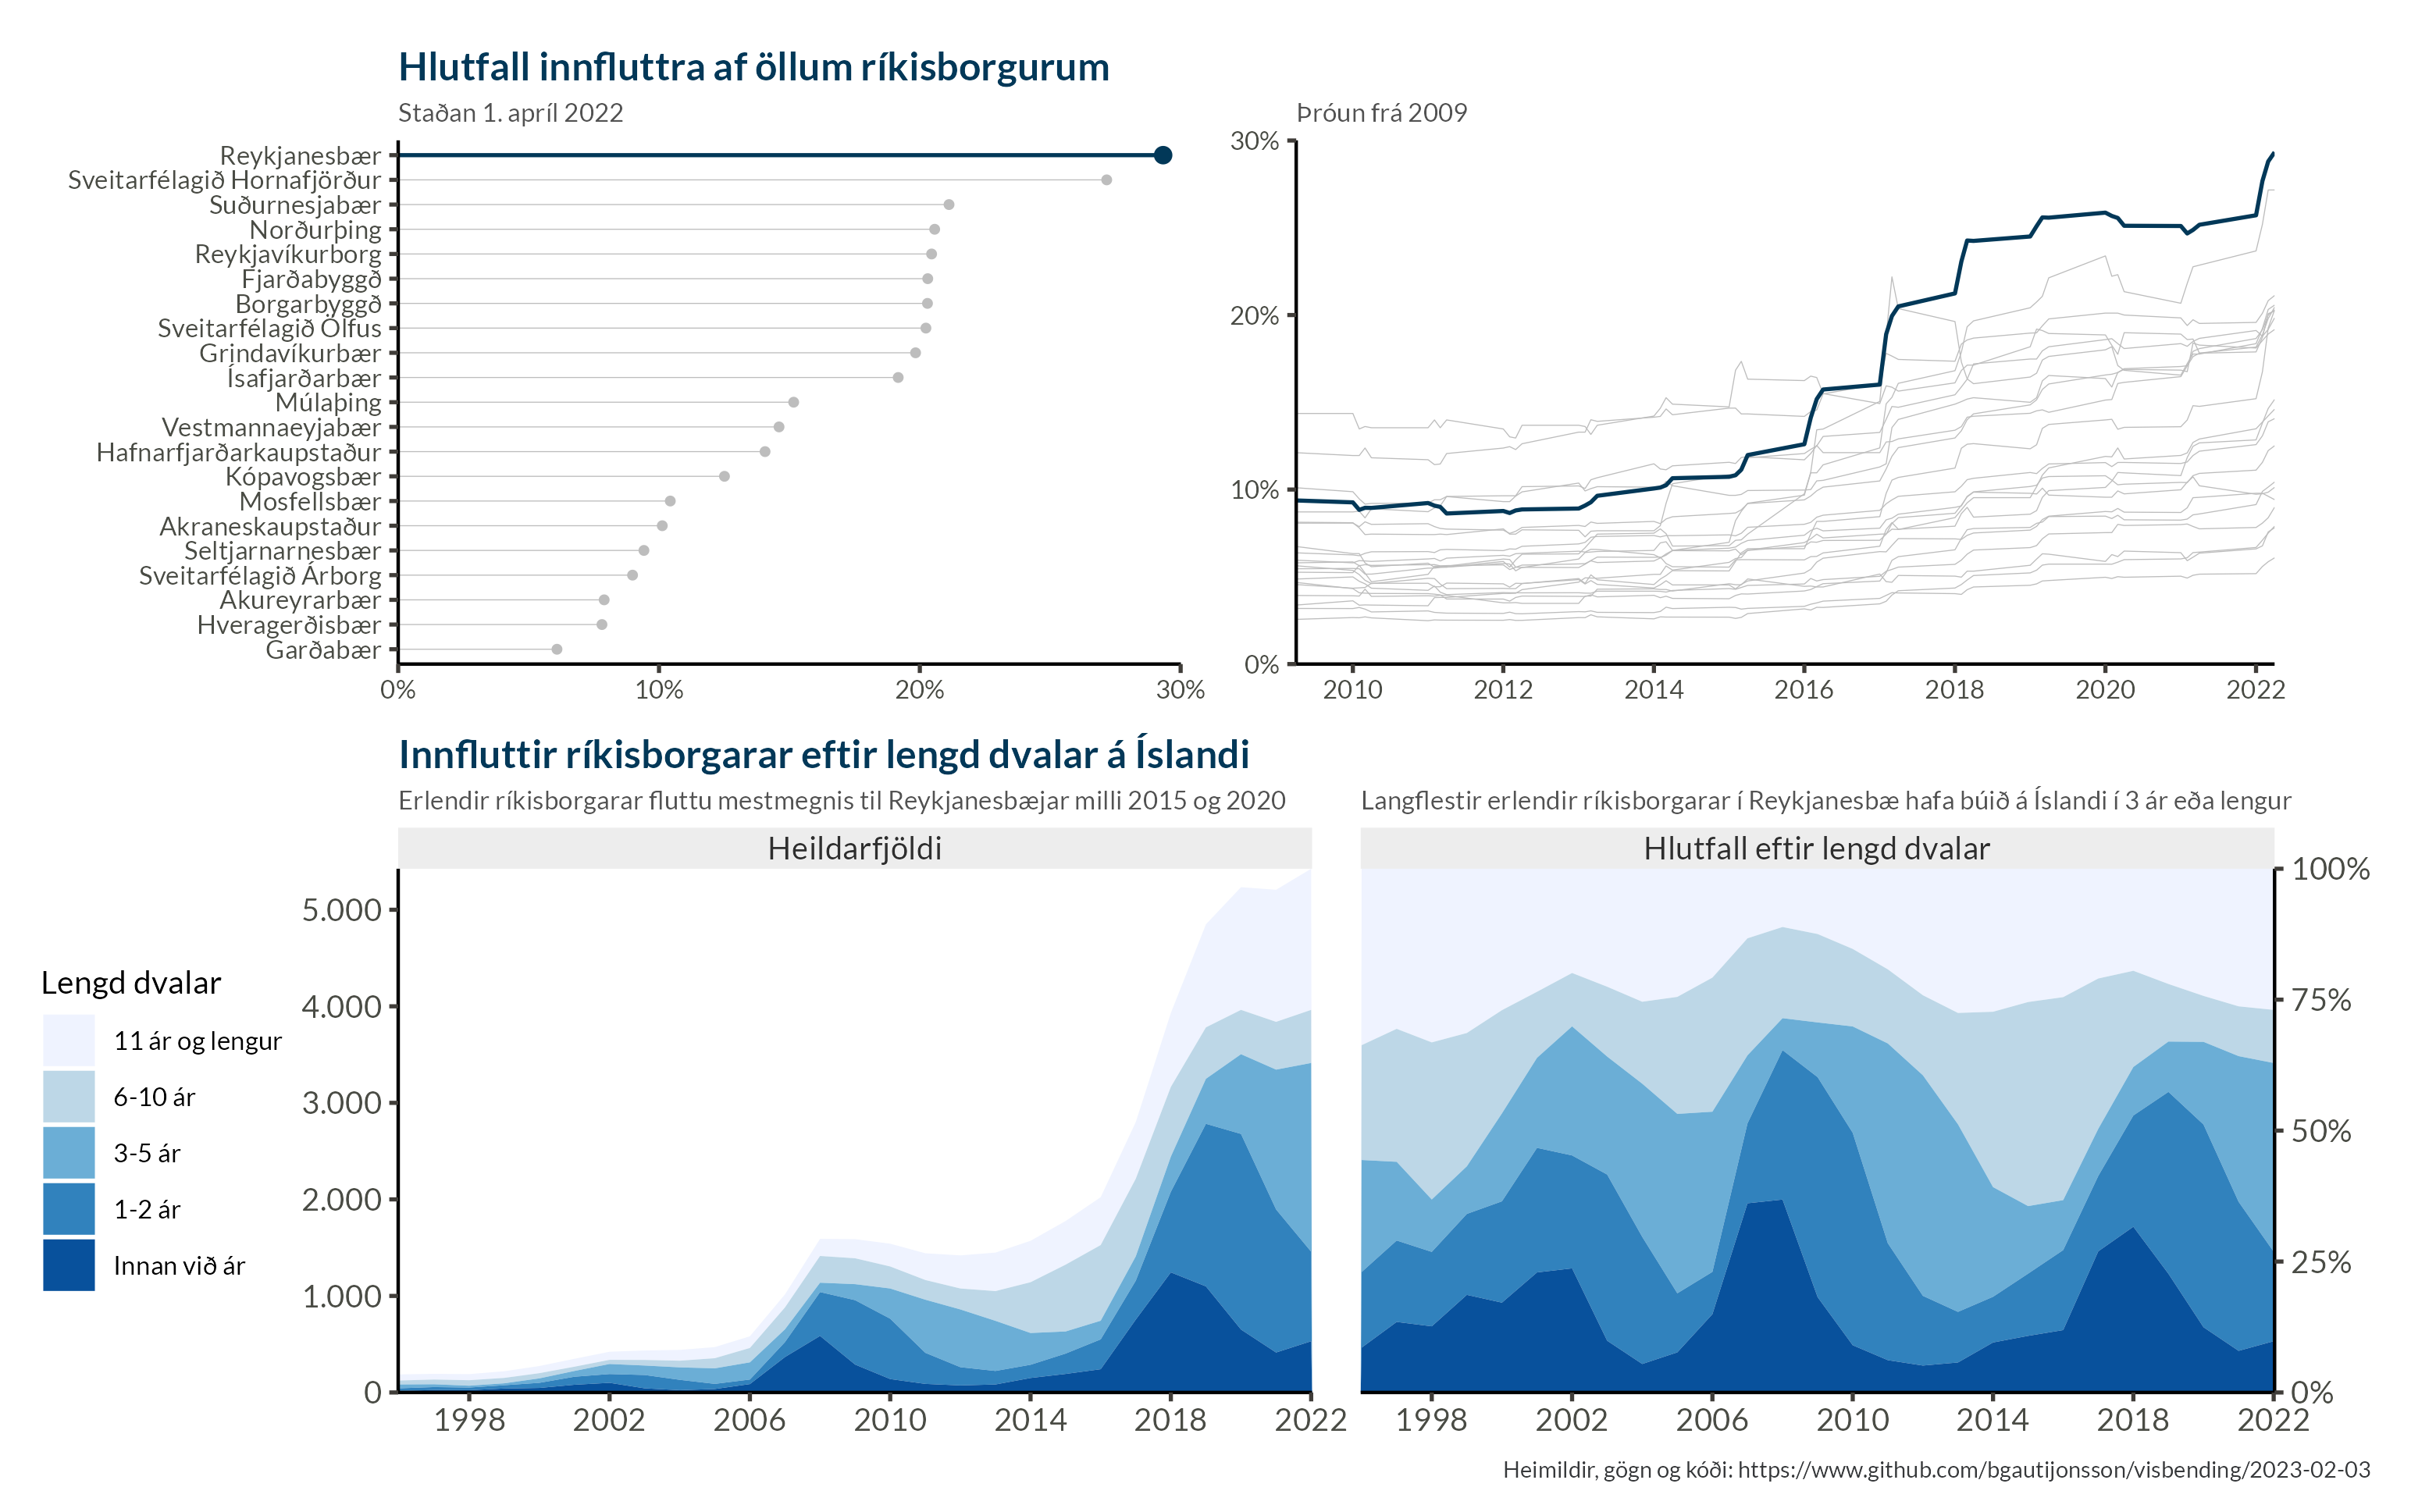 Hlutfall innfluttra af öllum ríkisborgurum
Staðan 1. apríl 2022
Reykjanesbær
Sveitarfélagið Hornafjörður
Suðurnesjabær
Norðurþing
Reykjavíkurborg
Fjarðabyggð
Borgarbyggð
Sveitarfélagið Ölfus
Grindavíkurbær
Ísafjarðarbær
Múlaþing
Vestmannaeyjabær
Hafnarfjarðarkaupstaður
Kópavogsbær
Mosfellsbær
Akraneskaupstaður
Seltjarnarnesbær
Sveitarfélagið Árborg
Akureyrarbær
Hveragerðisbær
Garðabær
0% 10% 20% 30%
Þróun frá 2009
30%
20%
10%
0%
2010 2012 2014 2016 2018 2020 2022
Innfluttir ríkisborgarar eftir lengd dvalar á Íslandi
Erlendir ríkisborgarar fluttu mestmegnis til Reykjanesbæjar milli 2015 og 2020
Heildarfjöldi
5.000
4.000
3.000
2.000
1.000
0
1998 2002 2006 2010 2014 2018 2022
Lengd dvalar
11 ár og lengur
6-10 ár
3-5 ár
1-2 ár
Innan við ár
Langflestir erlendir ríkisborgarar í Reykjanesbæ hafa búið á Íslandi í 3 ár eða lengur
Hlutfall eftir lengd dvalar
100%
75%
50%
25%
0%
1998 2002 2006 2010 2014 2018 2022
Heimildir, gögn og kóði: https://www.github.com/bgautijonsson/visbending/2023-02-03